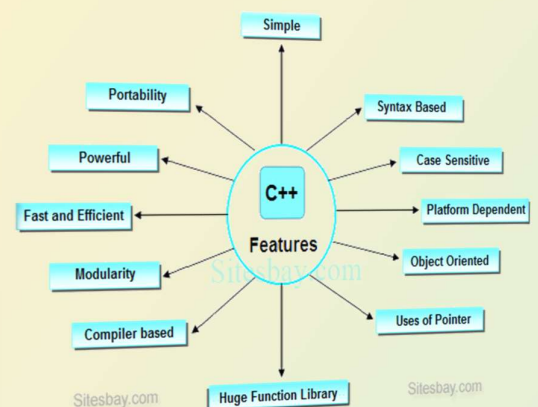 Simple
Portability
Syntax Based
Powerful
Case Sensitive
C++
Fast and Efficient
Platform Dependent
Features
Object Oriented
Modularity
Sitesbay.com
Uses of Pointer
Compiler based
Huge Function Library
Sitesbay.com
Sitesbay.com